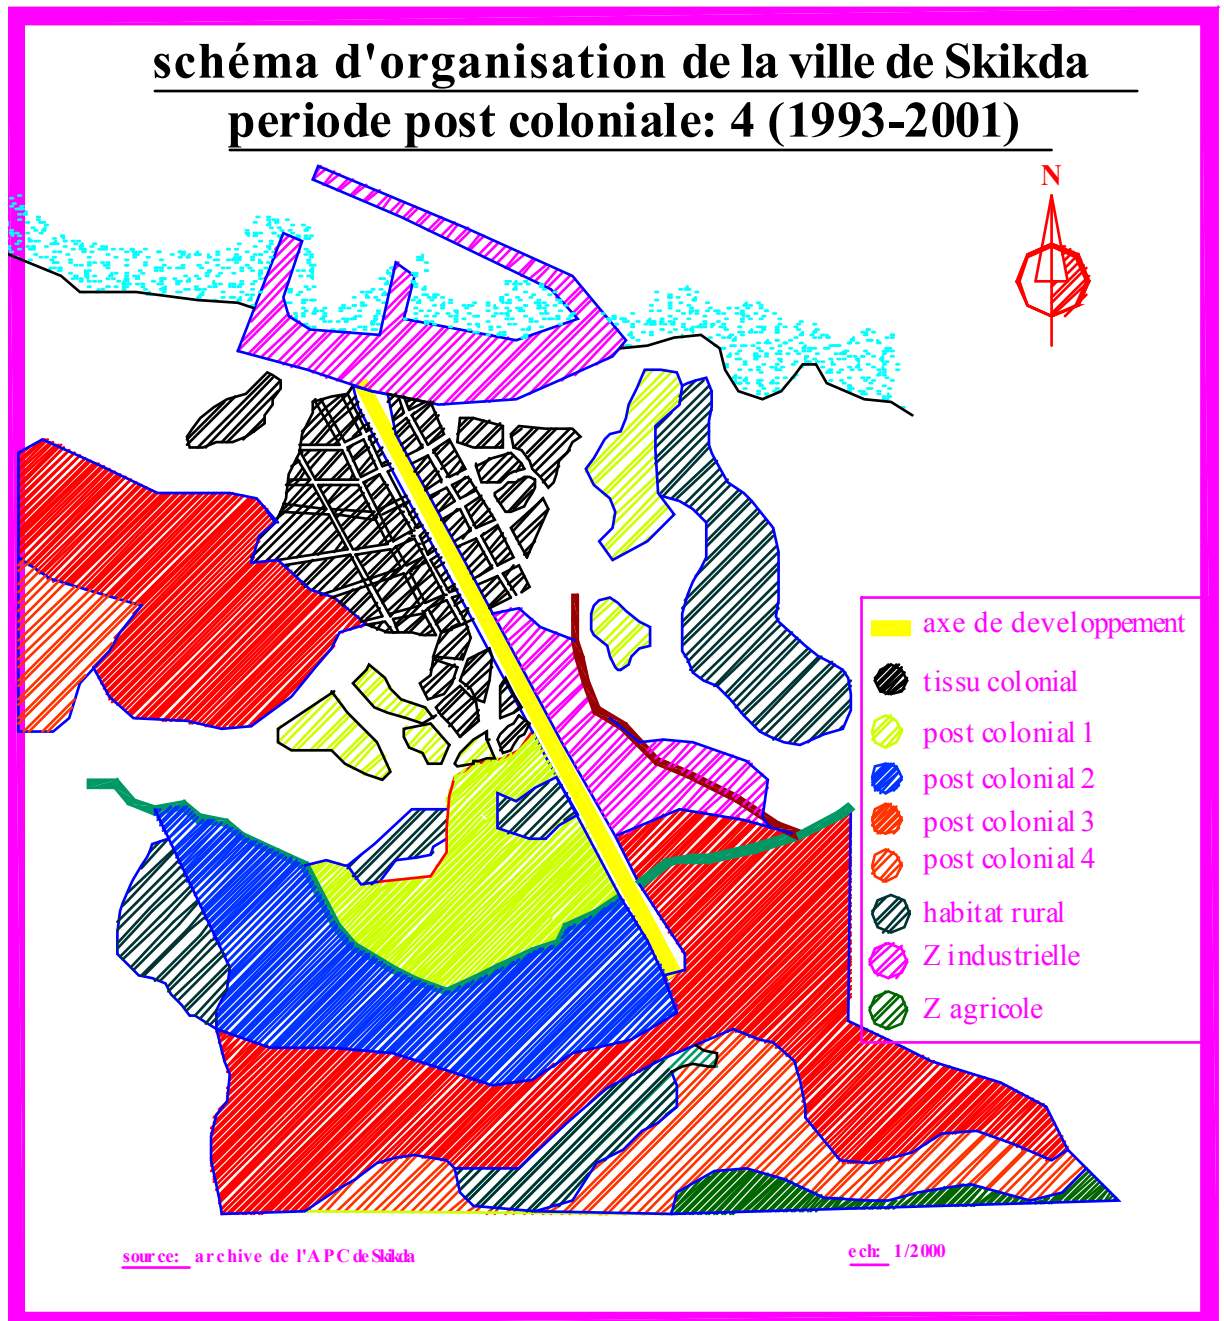 schéma d'organisation de la ville de Skikda
periode post coloniale: 4 (1993-2001)
N
axe de developpement
tissu colonial
post colonial 1
post colonial 2
post colonial 3
post colonial 4
habitat rural
Z industrielle
Z agricole
source: archive de l'APC de Skikda
ech: 1/2000